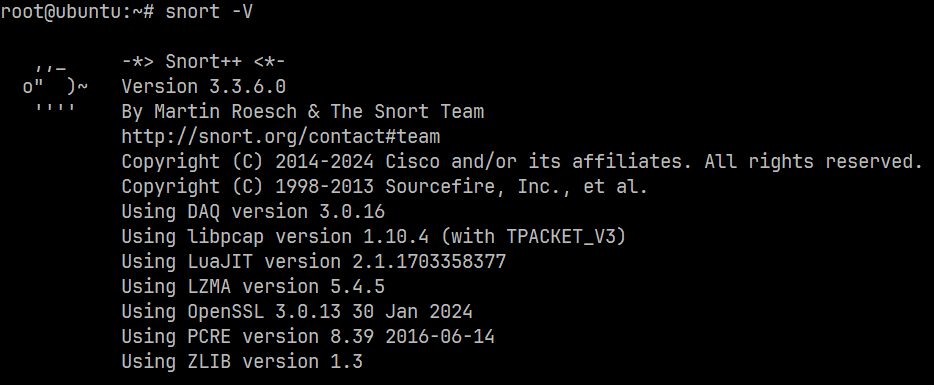 root@ubuntu:~# snort -V
   ,,_     -*> Snort++ <*-
  o"  )~   Version 3.3.6.0
   ''''    By Martin Roesch & The Snort Team
           http://snort.org/contact#team
           Copyright (C) 2014-2024 Cisco and/or its affiliates. All rights reserved.
           Copyright (C) 1998-2013 Sourcefire, Inc., et al.
           Using DAQ version 3.0.16
           Using libpcap version 1.10.4 (with TPACKET_V3)
           Using LuaJIT version 2.1.1703358377
           Using LZMA version 5.4.5
           Using OpenSSL 3.0.13 30 Jan 2024
           Using PCRE version 8.39 2016-06-14
           Using ZLIB version 1.3